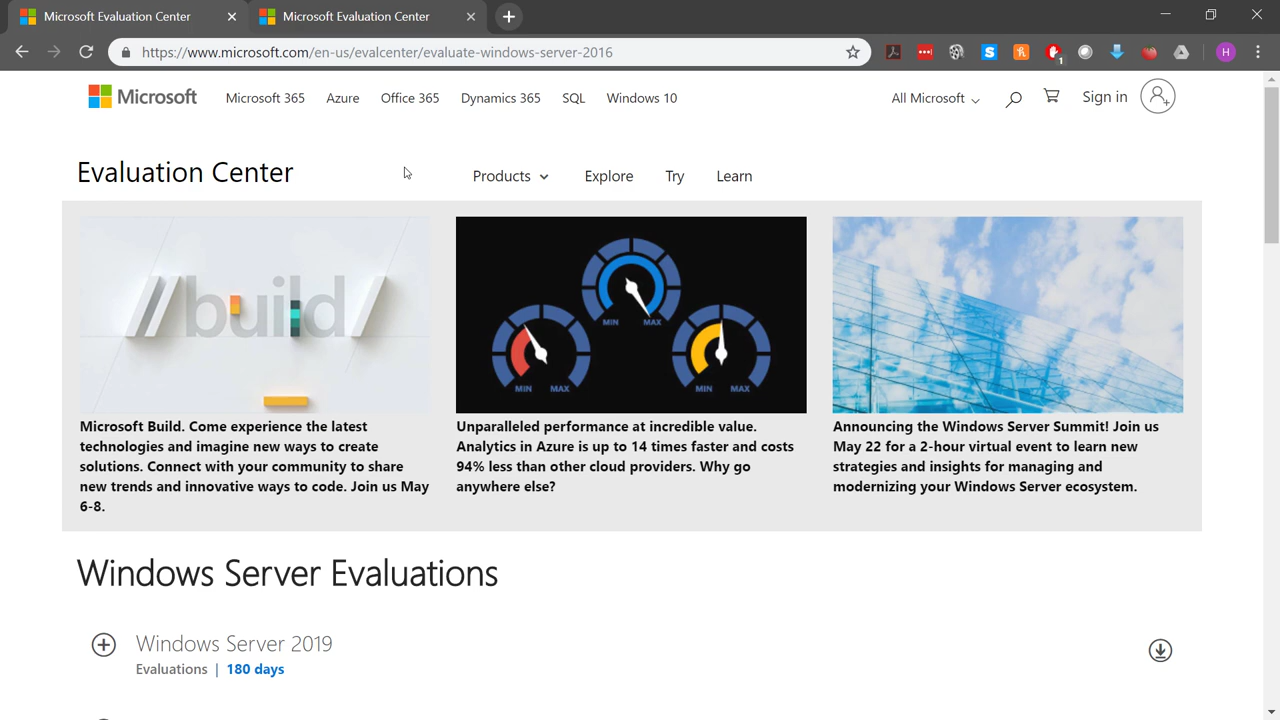 Microsoft Evaluation Center
Microsoft Evaluation Center
https://www.microsoft.com/en-us/evalcenter/evaluate-windows-server-2016
1
H
Microsoft
Microsoft 365
Azure
Office 365
Dynamics 365
SQL
Windows 10
All Microsoft
Sign in
Evaluation Center
Products
Explore
Try
Learn
//build/
MIN MAX
MIN MAX
MIN MAX
Microsoft Build. Come experience the latest
technologies and imagine new ways to create
solutions. Connect with your community to share
new trends and innovative ways to code. Join us May
6-8.
Unparalleled performance at incredible value.
Analytics in Azure is up to 14 times faster and costs
94% less than other cloud providers. Why go
anywhere else?
Announcing the Windows Server Summit! Join us
May 22 for a 2-hour virtual event to learn new
strategies and insights for managing and
modernizing your Windows Server ecosystem.
Windows Server Evaluations
Windows Server 2019
Evaluations | 180 days